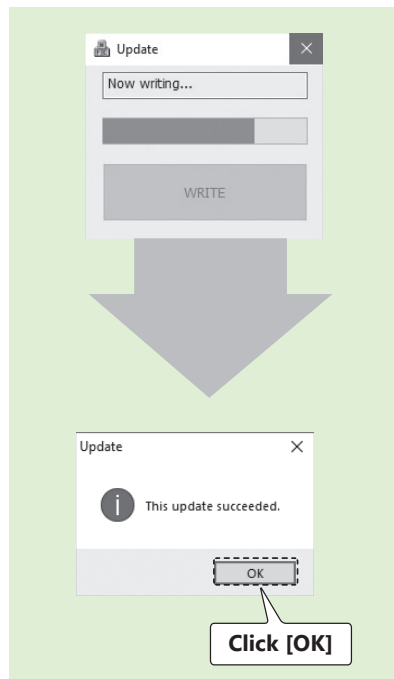 Update
Now writing...
WRITE
Update
This update succeeded.
OK
Click [OK]